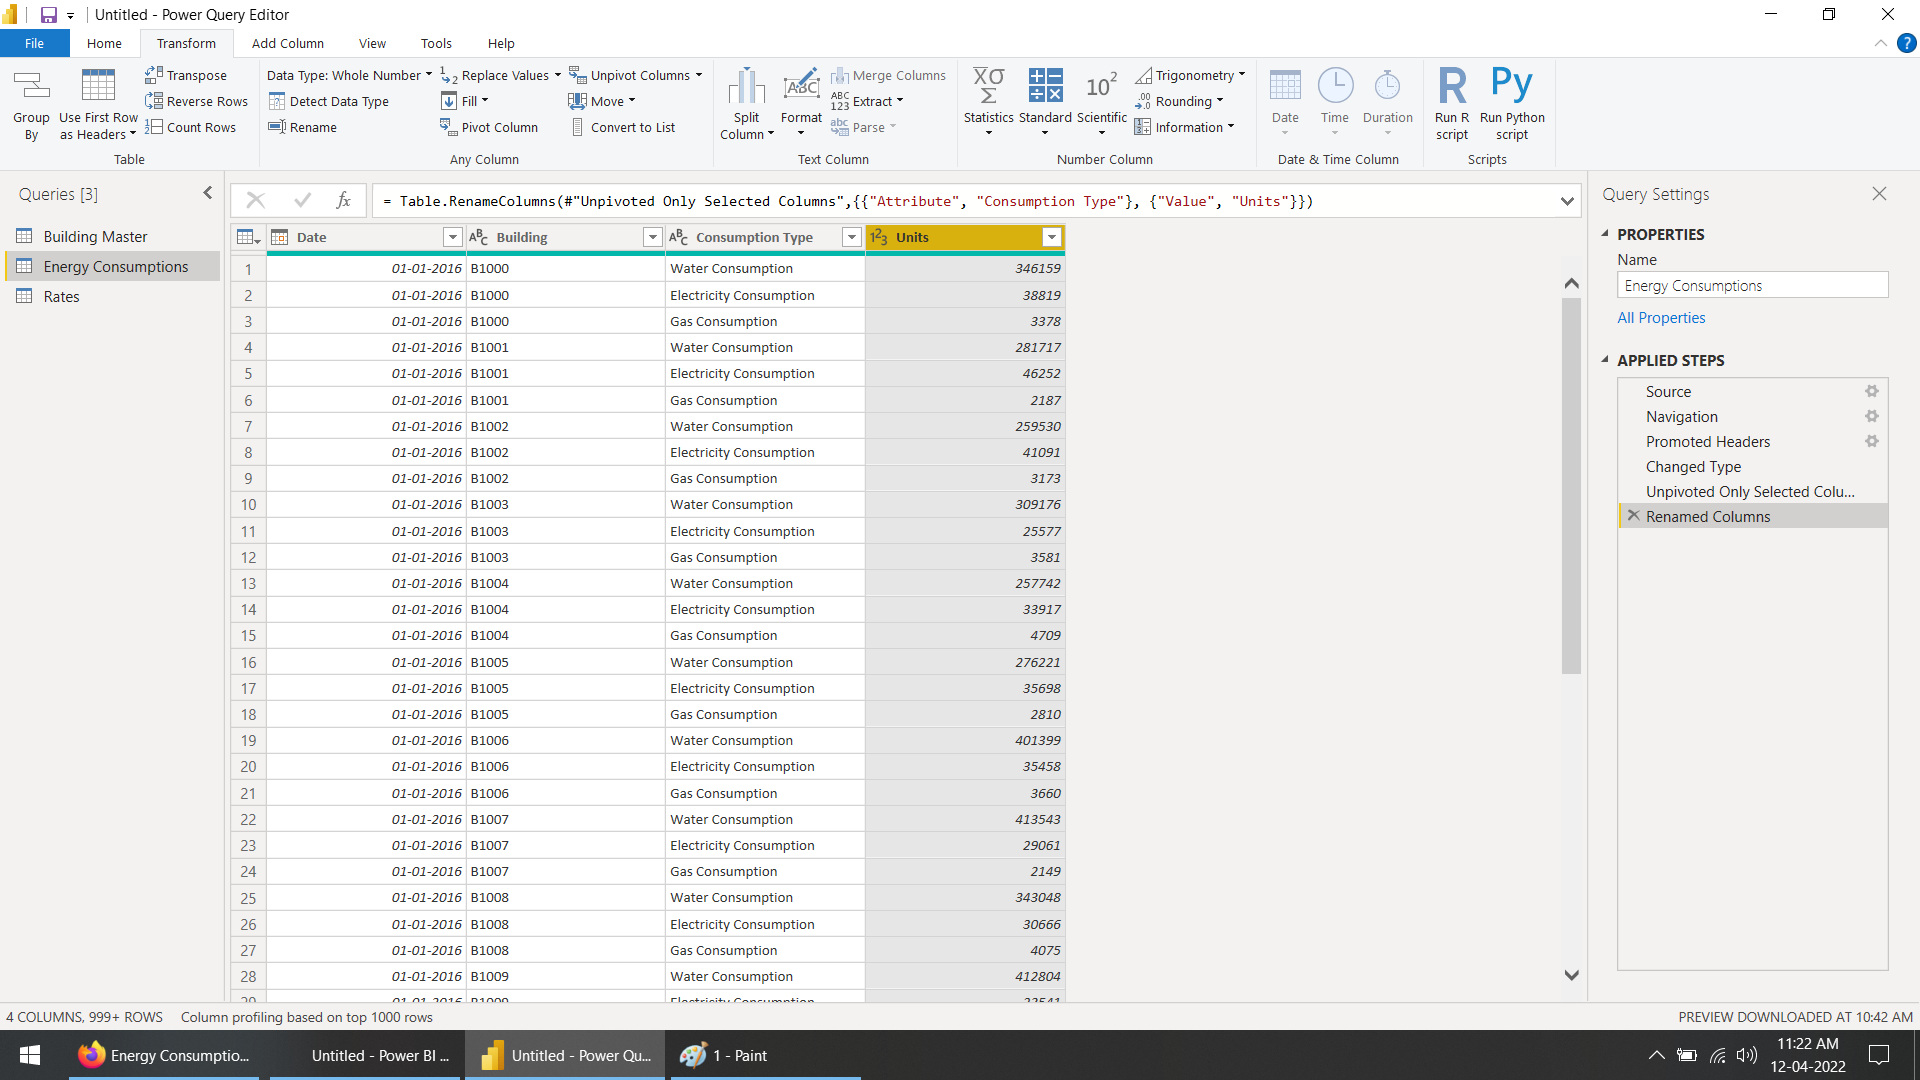 Untitled - Power Query Editor
File Home Transform Add Column View Tools Help
Group By
Use First Row as Headers
Transpose
Reverse Rows
Count Rows
Table
Data Type: Whole Number
Detect Data Type
Rename
Replace Values
Fill
Pivot Column
Unpivot Columns
Move
Convert to List
Any Column
Split Column
Format
Merge Columns
Extract
Parse
Text Column
Statistics
Standard
Scientific
Trigonometry
Rounding
Information
Number Column
Date
Time
Duration
Date & Time Column
Run R script
Run Python script
Scripts
Queries [3]
Building Master
Energy Consumptions
Rates
= Table.RenameColumns(#"Unpivoted Only Selected Columns",{{"Attribute", "Consumption Type"}, {"Value", "Units"}})
Date Building Consumption Type Units
1 01-01-2016 B1000 Water Consumption 346159
2 01-01-2016 B1000 Electricity Consumption 38819
3 01-01-2016 B1000 Gas Consumption 3378
4 01-01-2016 B1001 Water Consumption 281717
5 01-01-2016 B1001 Electricity Consumption 46252
6 01-01-2016 B1001 Gas Consumption 2187
7 01-01-2016 B1002 Water Consumption 259530
8 01-01-2016 B1002 Electricity Consumption 41091
9 01-01-2016 B1002 Gas Consumption 3173
10 01-01-2016 B1003 Water Consumption 309176
11 01-01-2016 B1003 Electricity Consumption 25577
12 01-01-2016 B1003 Gas Consumption 3581
13 01-01-2016 B1004 Water Consumption 257742
14 01-01-2016 B1004 Electricity Consumption 33917
15 01-01-2016 B1004 Gas Consumption 4709
16 01-01-2016 B1005 Water Consumption 276221
17 01-01-2016 B1005 Electricity Consumption 35698
18 01-01-2016 B1005 Gas Consumption 2810
19 01-01-2016 B1006 Water Consumption 401399
20 01-01-2016 B1006 Electricity Consumption 35458
21 01-01-2016 B1006 Gas Consumption 3660
22 01-01-2016 B1007 Water Consumption 413543
23 01-01-2016 B1007 Electricity Consumption 29061
24 01-01-2016 B1007 Gas Consumption 2149
25 01-01-2016 B1008 Water Consumption 343048
26 01-01-2016 B1008 Electricity Consumption 30666
27 01-01-2016 B1008 Gas Consumption 4075
28 01-01-2016 B1009 Water Consumption 412804
29 01-01-2016 B1009 Electricity Consumption
Query Settings
PROPERTIES
Name
Energy Consumptions
All Properties
APPLIED STEPS
Source
Navigation
Promoted Headers
Changed Type
Unpivoted Only Selected Colu...
Renamed Columns
4 COLUMNS, 999+ ROWS Column profiling based on top 1000 rows
PREVIEW DOWNLOADED AT 10:42 AM
Energy Consumptio...
Untitled - Power BI ...
Untitled - Power Qu...
1 - Paint
11:22 AM
12-04-2022